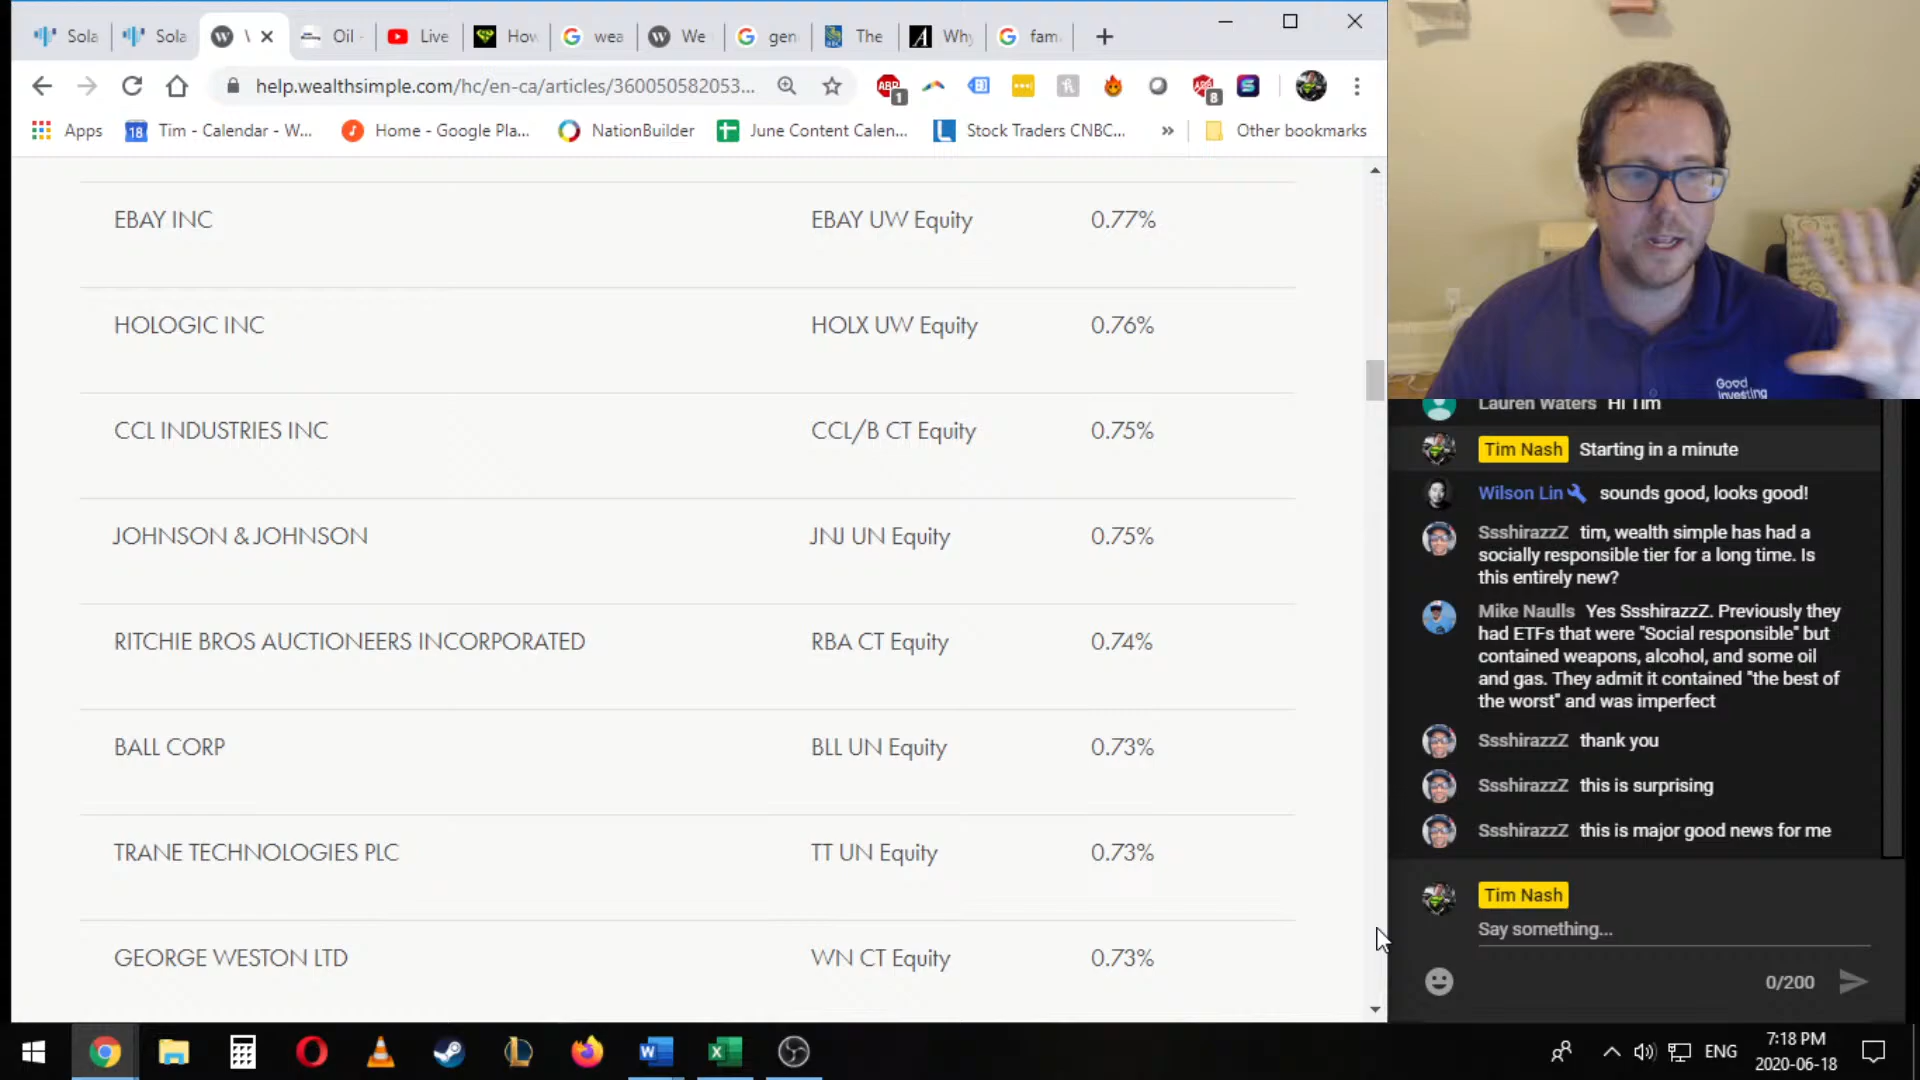 Sola
Sola
\
Oil -
Live
How
wea
We
gen
The
Why
fam
help.wealthsimple.com/hc/en-ca/articles/360050582053...
ABP
1
8
Apps
18
Tim - Calendar - W...
Home - Google Pla...
NationBuilder
June Content Calen...
Stock Traders CNBC...
»
Other bookmarks
EBAY INC EBAY UW Equity 0.77%
HOLOGIC INC HOLX UW Equity 0.76%
CCL INDUSTRIES INC CCL/B CT Equity 0.75%
JOHNSON & JOHNSON JNJ UN Equity 0.75%
RITCHIE BROS AUCTIONEERS INCORPORATED RBA CT Equity 0.74%
BALL CORP BLL UN Equity 0.73%
TRANE TECHNOLOGIES PLC TT UN Equity 0.73%
GEORGE WESTON LTD WN CT Equity 0.73%
Good
Investing
Lauren Waters Hi Tim
Tim Nash Starting in a minute
Wilson Lin sounds good, looks good!
SsshirazzZ tim, wealth simple has had a
socially responsible tier for a long time. Is
this entirely new?
Mike Naulls Yes SsshirazzZ. Previously they
had ETFs that were "Social responsible" but
contained weapons, alcohol, and some oil
and gas. They admit it contained "the best of
the worst" and was imperfect
SsshirazzZ thank you
SsshirazzZ this is surprising
SsshirazzZ this is major good news for me
Tim Nash
Say something...
0/200
ENG
7:18 PM
2020-06-18